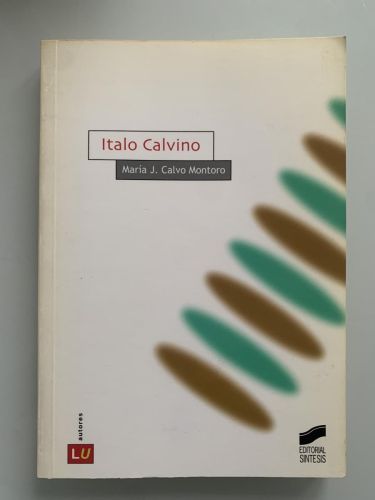 Italo Calvino
María J. Calvo Montoro
autores
LU
EDITORIAL
SINTESIS